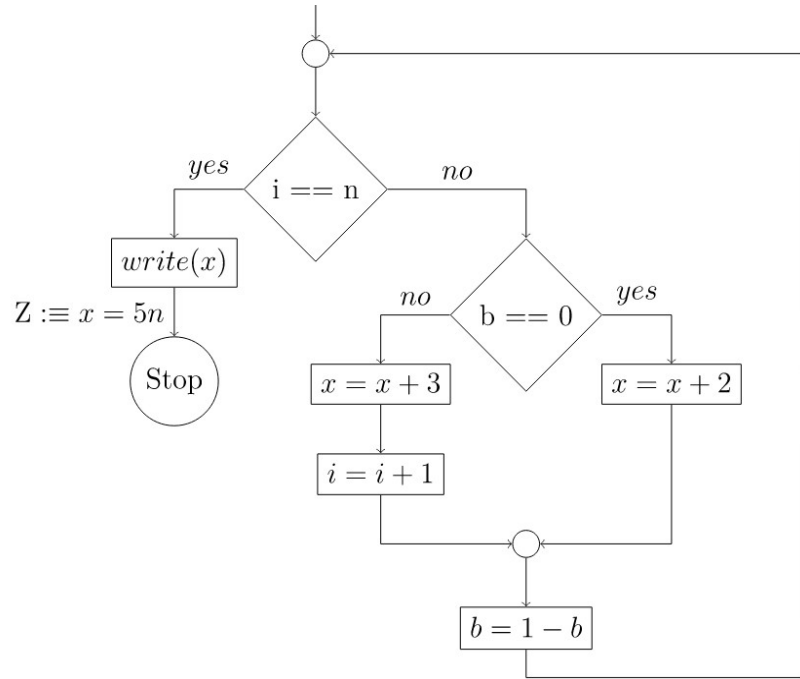 yes
i == n
no
write(x)
Z :≡ x = 5n
Stop
no
b == 0
yes
x = x + 3
x = x + 2
i = i + 1
b = 1 − b